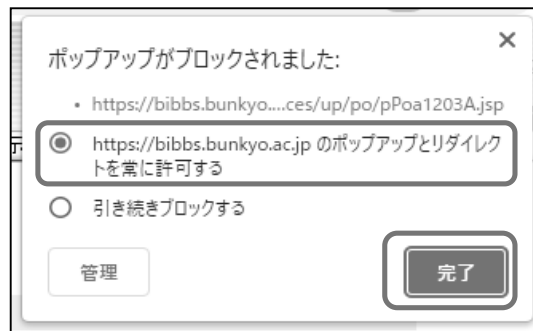 ポップアップがブロックされました:
• https://bibbs.bunkyo....ces/up/po/pPoa1203A.jsp
https://bibbs.bunkyo.ac.jp のポップアップとリダイレク
トを常に許可する
引き続きブロックする
管理
完了